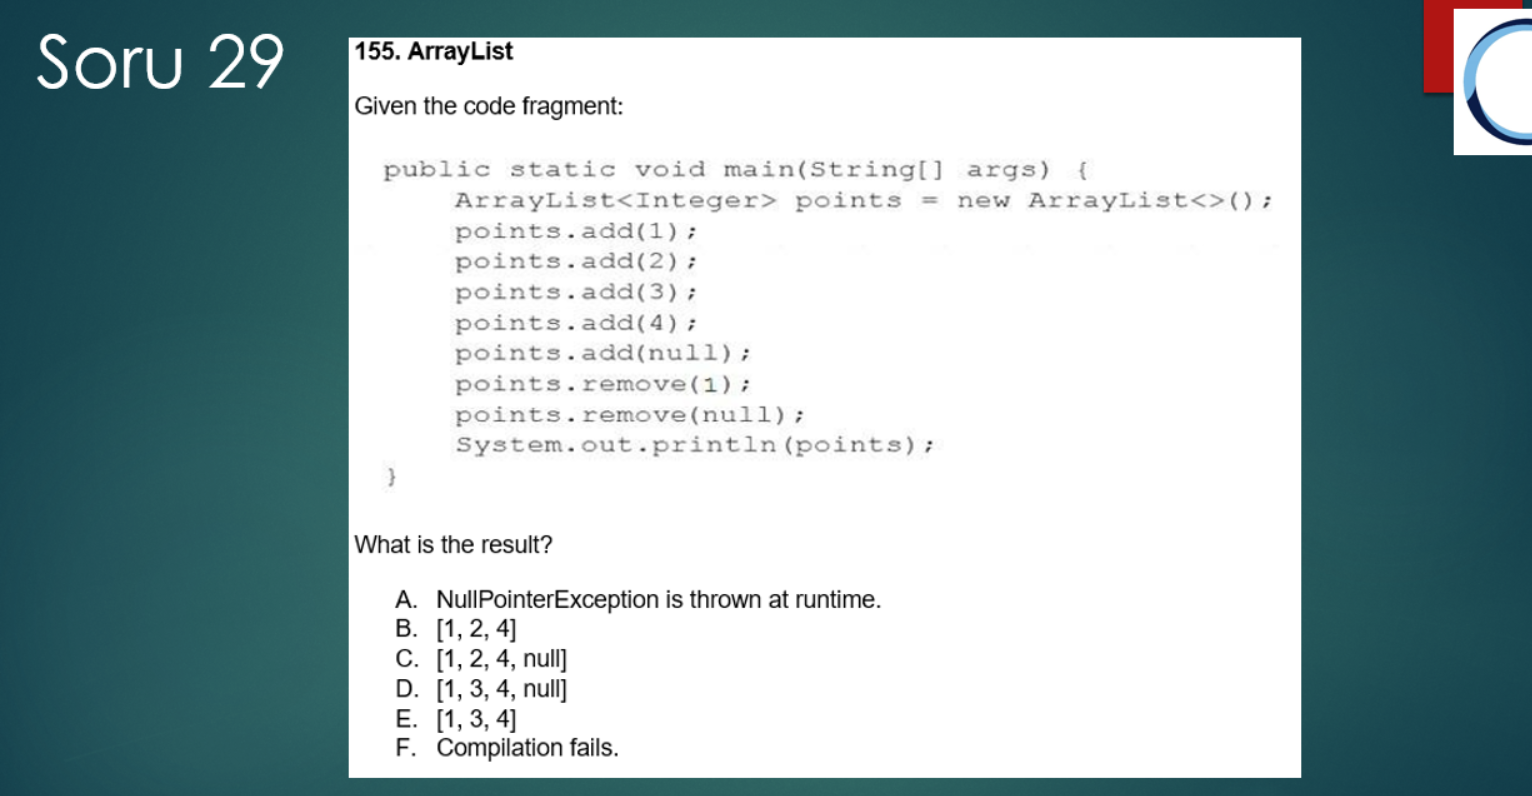 Soru 29
155. ArrayList
Given the code fragment:
public static void main(String[] args) {
ArrayList<Integer> points = new ArrayList<>();
points.add(1);
points.add(2);
points.add(3);
points.add(4);
points.add(null);
points.remove(1);
points.remove(null);
System.out.println(points);
}
What is the result?
A. NullPointerException is thrown at runtime.
B. [1, 2, 4]
C. [1, 2, 4, null]
D. [1, 3, 4, null]
E. [1, 3, 4]
F. Compilation fails.